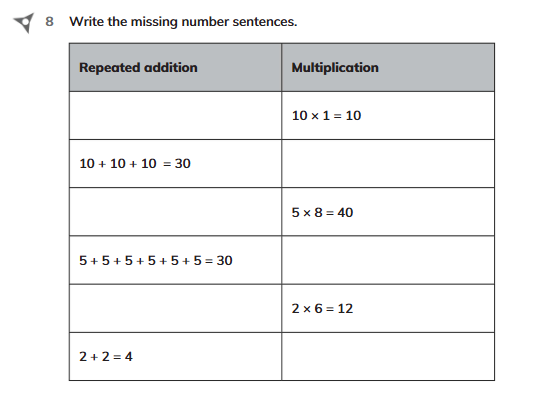 8 Write the missing number sentences.
Repeated addition Multiplication
10 × 1 = 10
10 + 10 + 10 = 30
5 × 8 = 40
5 + 5 + 5 + 5 + 5 + 5 = 30
2 × 6 = 12
2 + 2 = 4